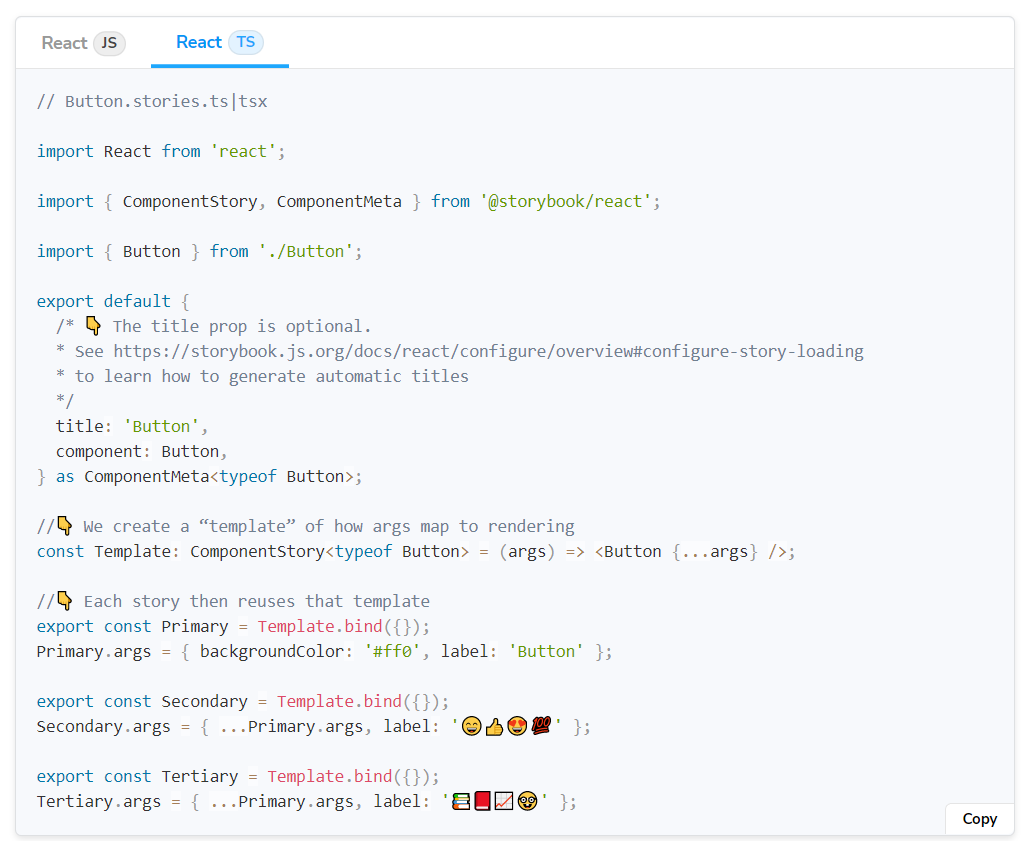 React JS React TS
// Button.stories.ts|tsx
import React from 'react';
import { ComponentStory, ComponentMeta } from '@storybook/react';
import { Button } from './Button';
export default {
  /* 👇 The title prop is optional.
  * See https://storybook.js.org/docs/react/configure/overview#configure-story-loading
  * to learn how to generate automatic titles
  */
  title: 'Button',
  component: Button,
} as ComponentMeta<typeof Button>;
//👇 We create a “template” of how args map to rendering
const Template: ComponentStory<typeof Button> = (args) => <Button {...args} />;
//👇 Each story then reuses that template
export const Primary = Template.bind({});
Primary.args = { backgroundColor: '#ff0', label: 'Button' };
export const Secondary = Template.bind({});
Secondary.args = { ...Primary.args, label: '😄👍😍💯' };
export const Tertiary = Template.bind({});
Tertiary.args = { ...Primary.args, label: '📚📕📈🤓' };
Copy